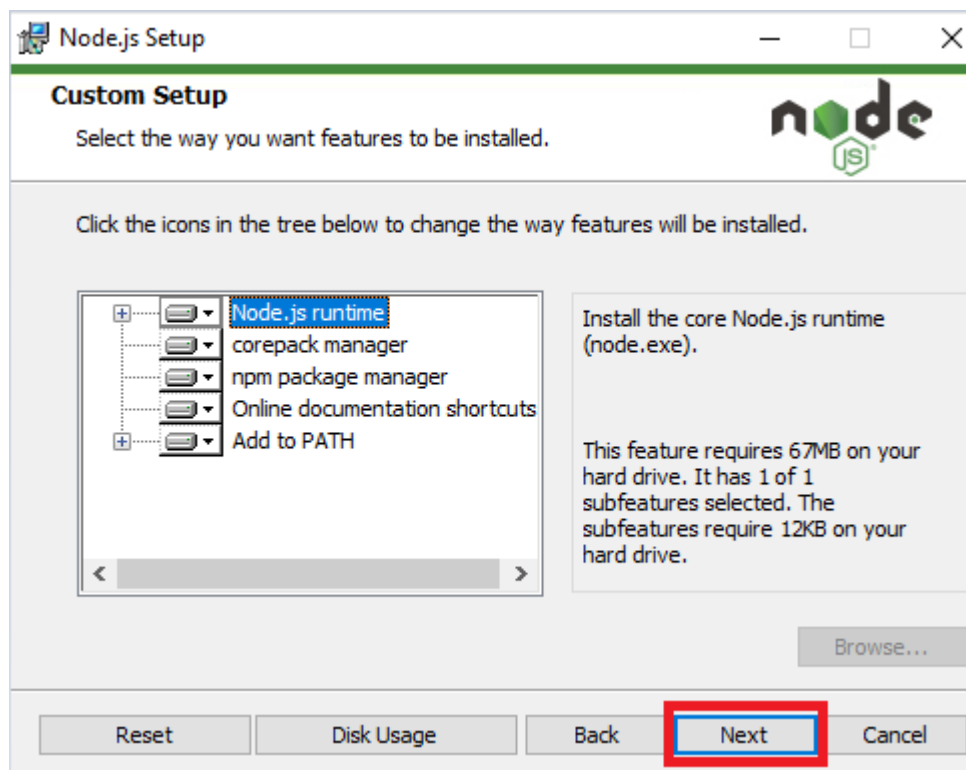 Node.js Setup
Custom Setup
Select the way you want features to be installed.
node
JS
Click the icons in the tree below to change the way features will be installed.
Node.js runtime
corepack manager
npm package manager
Online documentation shortcuts
Add to PATH
Install the core Node.js runtime
(node.exe).
This feature requires 67MB on your
hard drive. It has 1 of 1
subfeatures selected. The
subfeatures require 12KB on your
hard drive.
Browse...
Reset Disk Usage Back Next Cancel